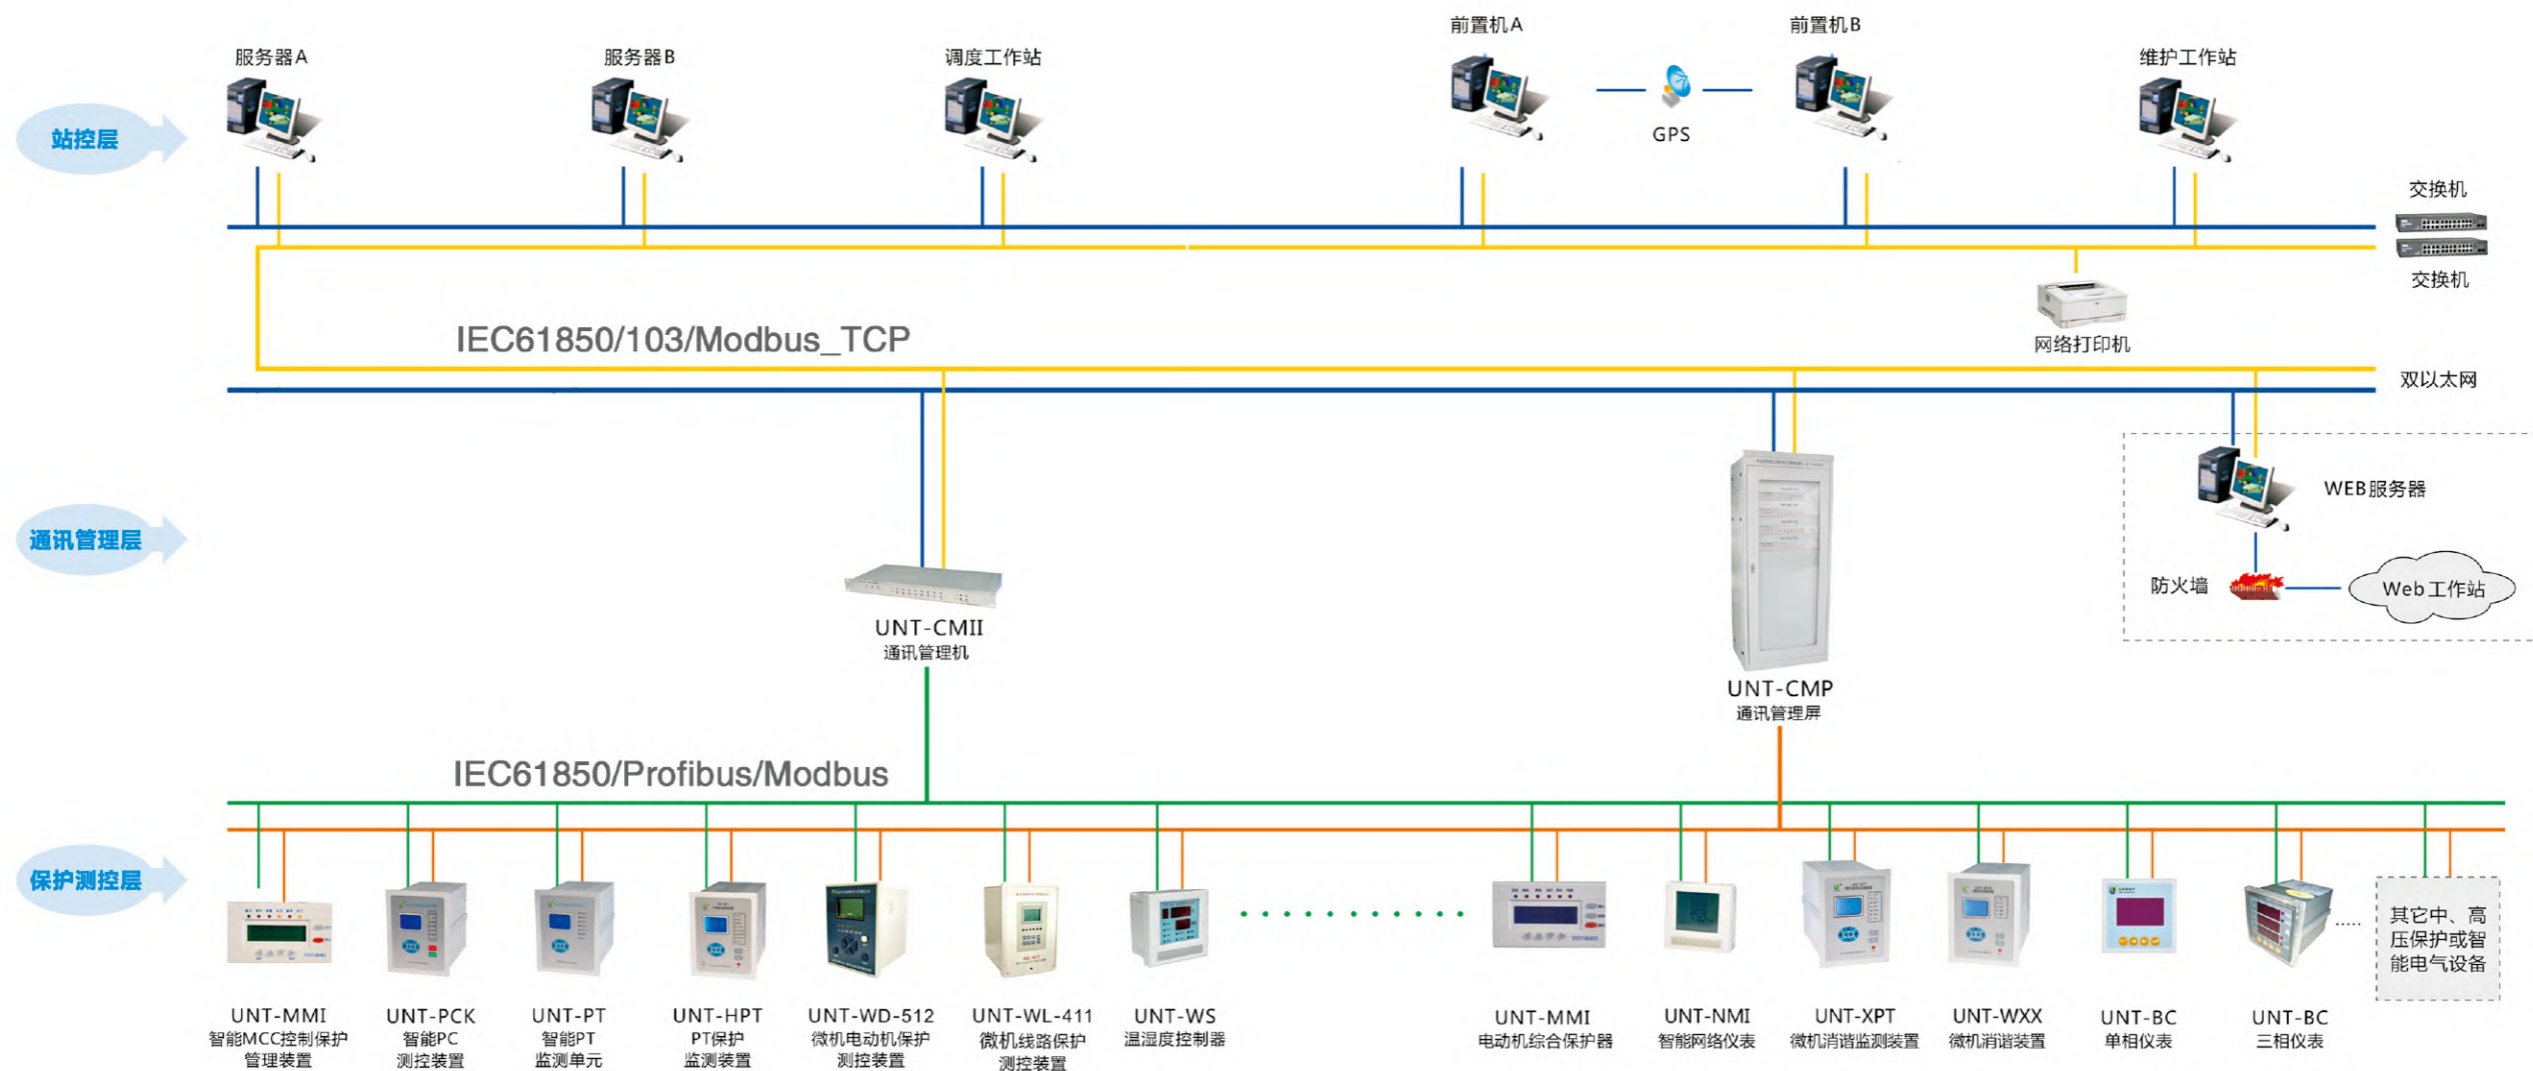 前置机A
前置机B
服务器A
服务器B
调度工作站
维护工作站
站控层
GPS
交换机
交换机
IEC61850/103/Modbus_TCP
网络打印机
双以太网
通讯管理层
WEB服务器
防火墙
Web工作站
UNT-CMII
通讯管理机
UNT-CMP
通讯管理屏
IEC61850/Profibus/Modbus
保护测控层
其它中、高
压保护或智
能电气设备
UNT-MMI
智能MCC控制保护
管理装置
UNT-PCK
智能PC
测控装置
UNT-PT
智能PT
监测单元
UNT-HPT
PT保护
监测装置
UNT-WD-512
微机电动机保护
测控装置
UNT-WL-411
微机线路保护
测控装置
UNT-WS
温湿度控制器
UNT-MMI
电动机综合保护器
UNT-NMI
智能网络仪表
UNT-XPT
微机消谐监测装置
UNT-WXX
微机消谐装置
UNT-BC
单相仪表
UNT-BC
三相仪表